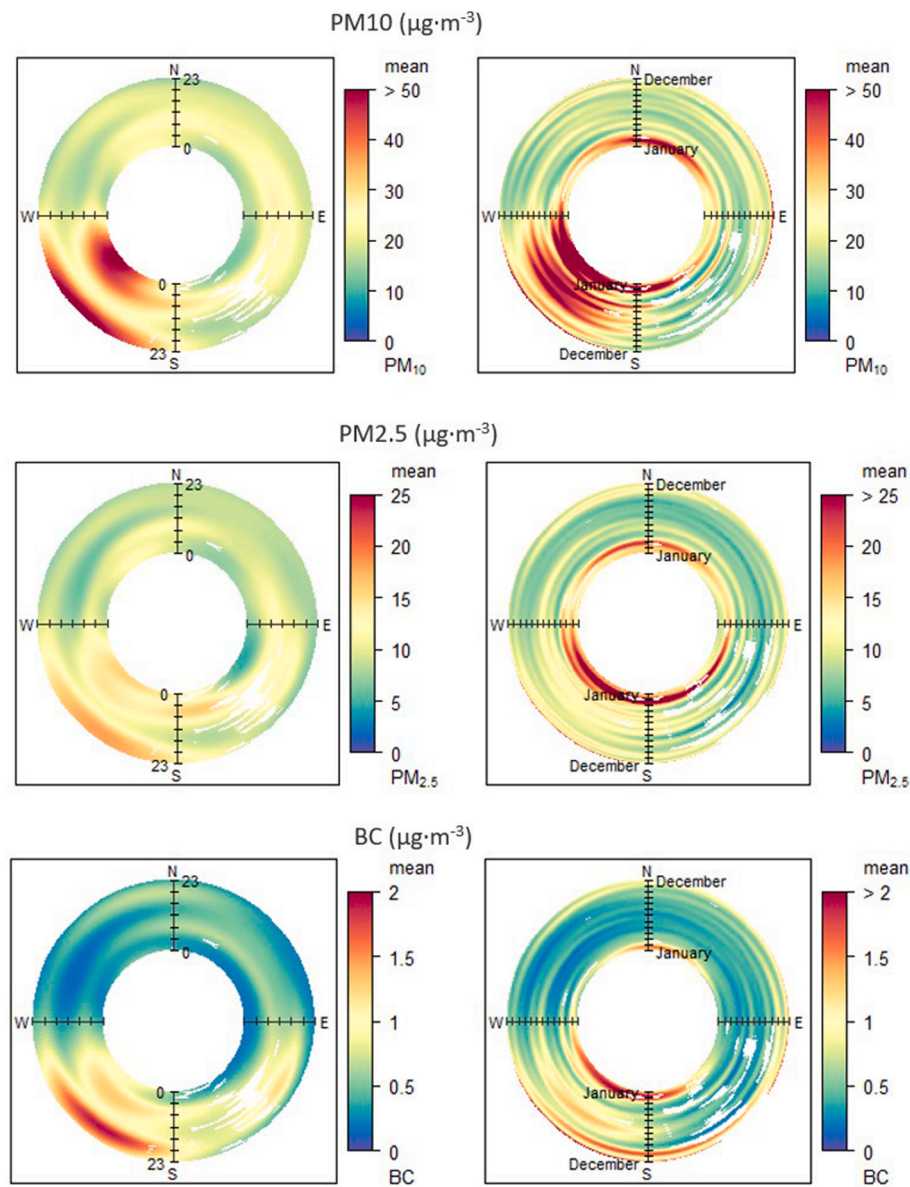 PM10 (µg·m⁻³)
mean
> 50
40
30
20
10
0
PM₁₀
N
23
0
W
E
0
23
S
mean
> 50
40
30
20
10
0
PM₁₀
N
December
January
W
E
January
December
S
PM2.5 (µg·m⁻³)
mean
25
20
15
10
5
0
PM₂.₅
N
23
0
W
E
0
23
S
mean
> 25
20
15
10
5
0
PM₂.₅
N
December
January
W
E
January
December
S
BC (µg·m⁻³)
mean
2
1.5
1
0.5
0
BC
N
23
0
W
E
0
23
S
mean
> 2
1.5
1
0.5
0
BC
N
December
January
W
E
January
December
S